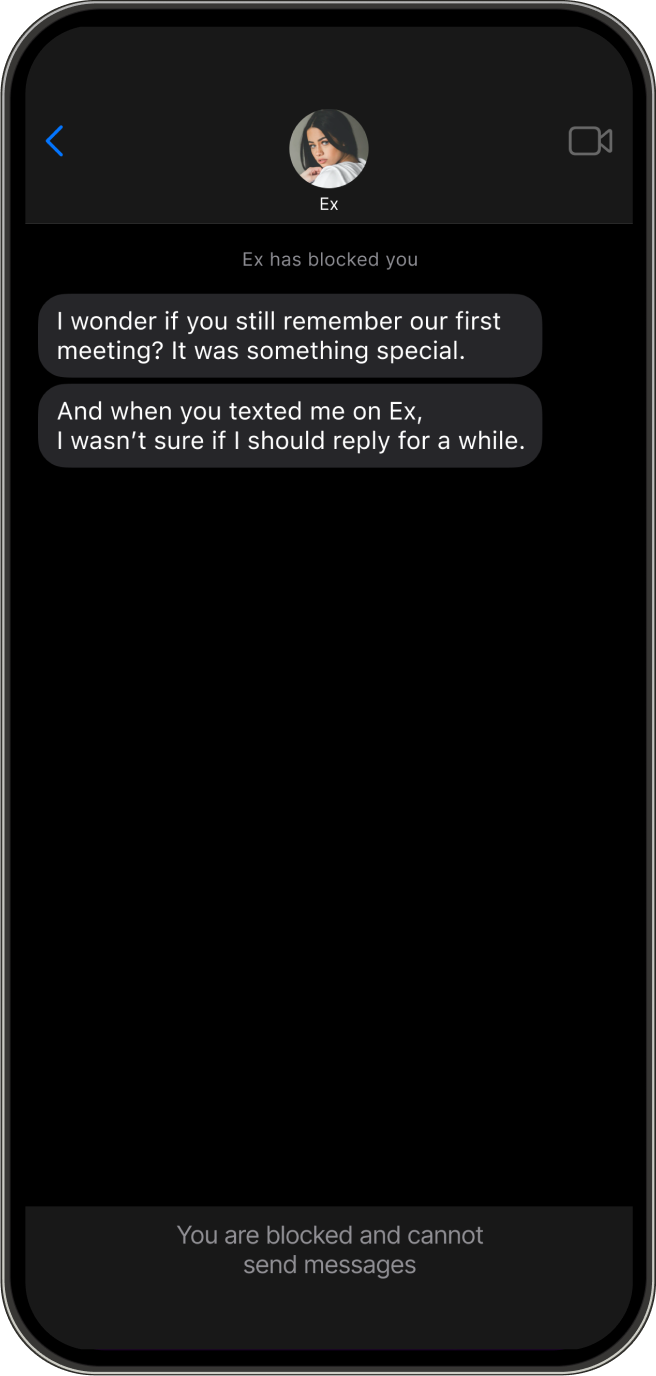 Ex
Ex has blocked you
I wonder if you still remember our first
meeting? It was something special.
And when you texted me on Ex,
I wasn’t sure if I should reply for a while.
You are blocked and cannot
send messages